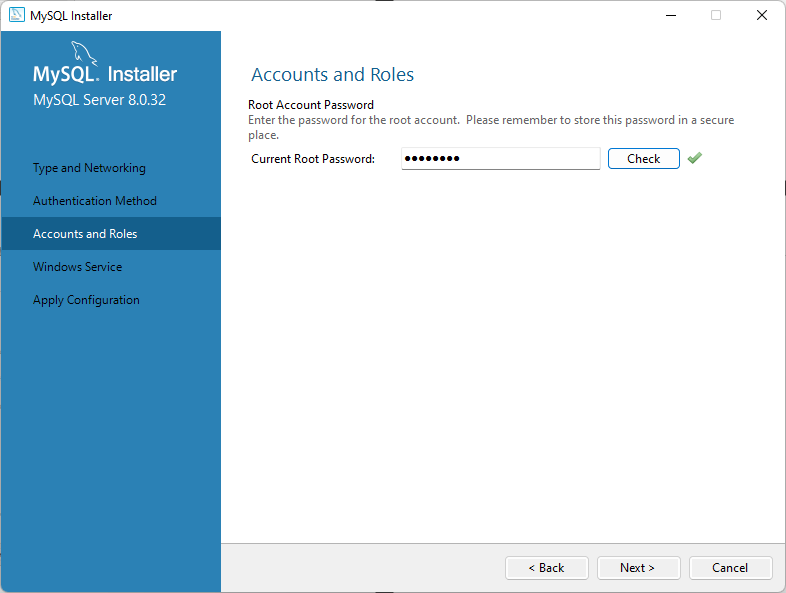 MySQL Installer
MySQL. Installer
MySQL Server 8.0.32
Type and Networking
Authentication Method
Accounts and Roles
Windows Service
Apply Configuration
Accounts and Roles
Root Account Password
Enter the password for the root account.  Please remember to store this password in a secure
place.
Current Root Password:
●●●●●●●●
Check
< Back
Next >
Cancel